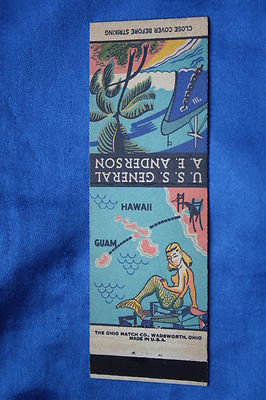 CLOSE COVER BEFORE STRIKING
U. S. S. GENERAL
A. E. ANDERSON
HAWAII
GUAM
THE OHIO MATCH CO., WADSWORTH, OHIO
MADE IN U.S.A.